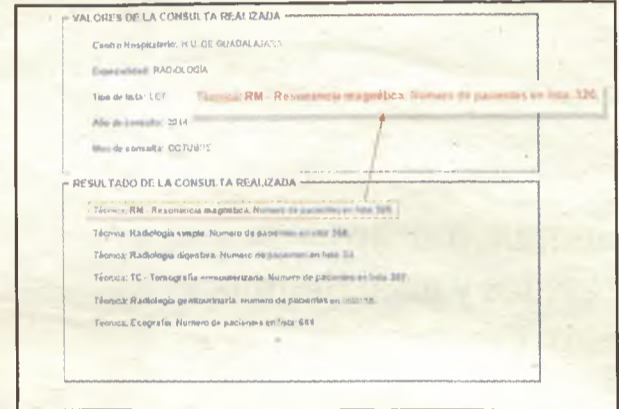 VALORES DE LA CONSULTA REALIZADA
Centro Hospitalario: H.U. DE GUADALAJARA
Especialidad: RADIOLOGÍA
Tipo de lista:
Técnica: RM - Resonancia magnética. Numero de pacientes en lista: 320.
Año de consulta: 2014
Mes de consulta: OCTUBRE
RESULTADO DE LA CONSULTA REALIZADA
Técnica: RM - Resonancia magnética. Numero de pacientes en lista: 320.
Técnica: Radiología simple. Numero de pacientes en lista
Técnica: Radiología digestiva. Numero de pacientes en lista
Técnica: TC - Tomografía computerizada. Numero de pacientes en lista
Técnica: Radiología genitourinaria. Numero de pacientes en lista
Técnica: Ecografía. Numero de pacientes en lista: